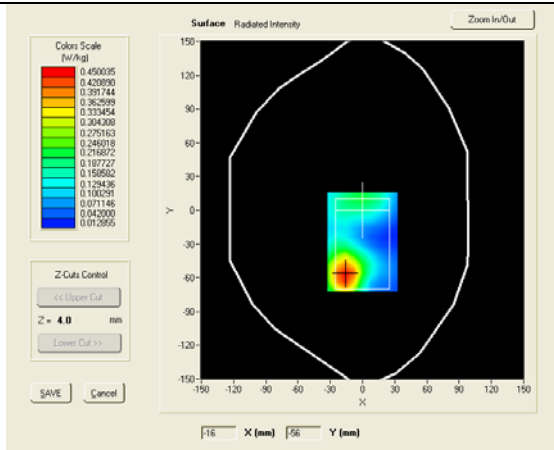 Surface Radiated Intensity
Zoom In/Out
Colors Scale
(W/kg)
0.450035
0.420890
0.391744
0.362599
0.333454
0.304308
0.275163
0.246018
0.216872
0.187727
0.158582
0.129436
0.100291
0.071146
0.042000
0.012855
Z-Cuts Control
<< Upper Cut
Z = 4.0 mm
Lower Cut >>
SAVE Cancel
150
120
90
60
30
0
-30
-60
-90
-120
-150
Y
-150 -120 -90 -60 -30 0 30 60 90 120 150
X
-16 X (mm) -56 Y (mm)